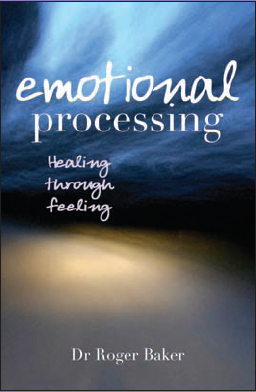 emotional
processing
Healing
through
feeling
Dr Roger Baker